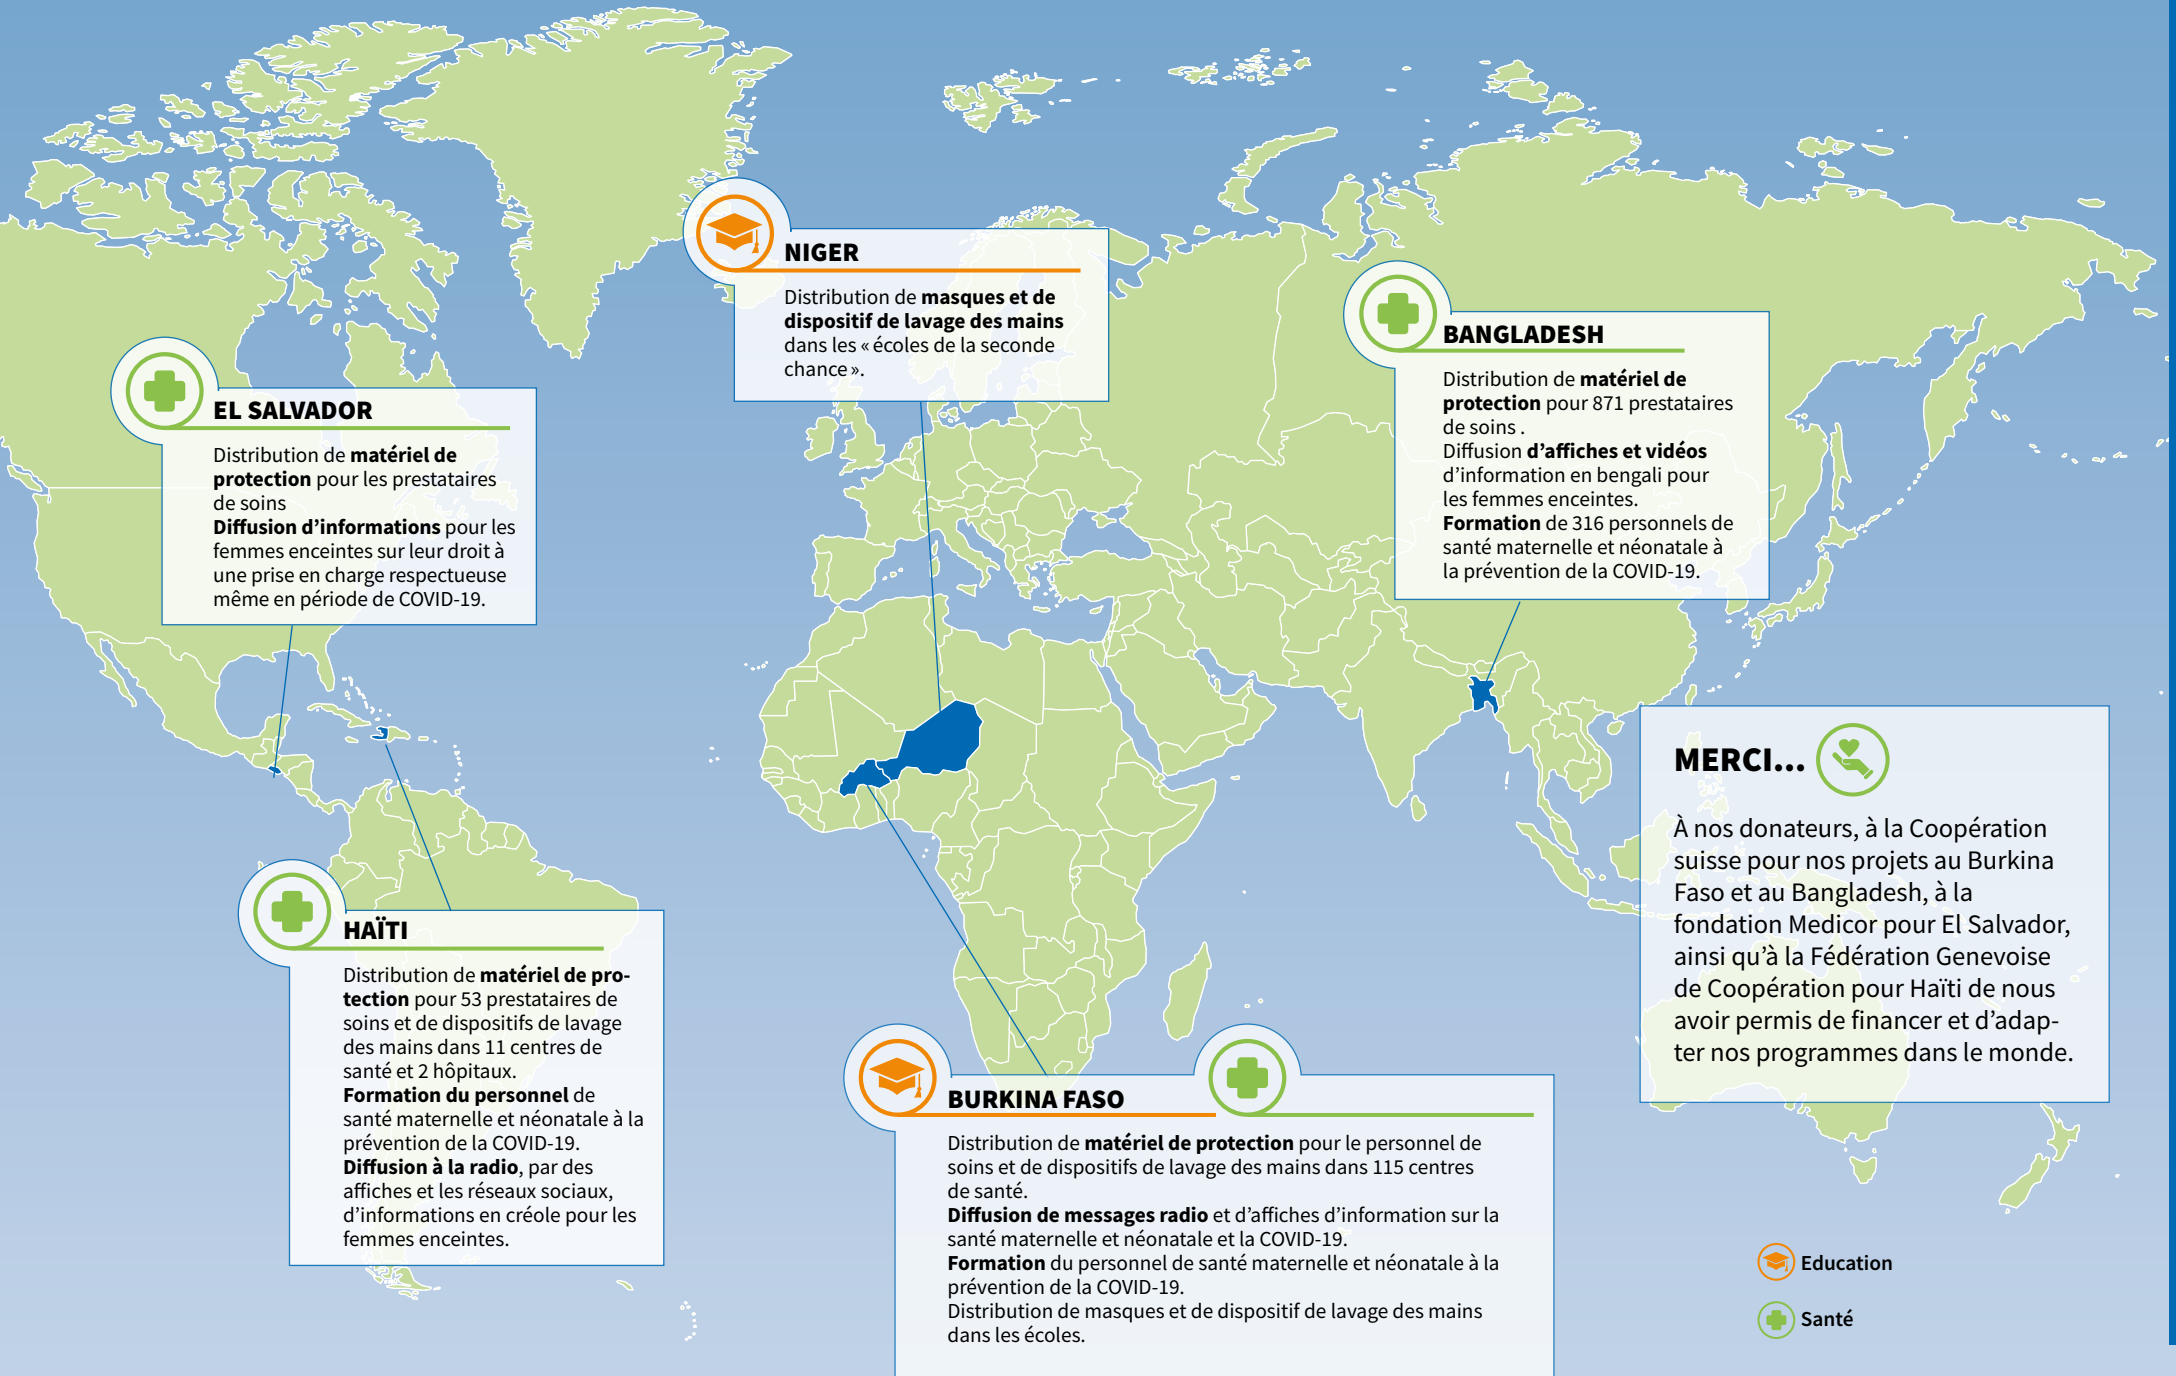 NIGER
Distribution de masques et de
dispositif de lavage des mains
dans les « écoles de la seconde
chance ».
BANGLADESH
Distribution de matériel de
protection pour 871 prestataires
de soins .
Diffusion d’affiches et vidéos
d’information en bengali pour
les femmes enceintes.
Formation de 316 personnels de
santé maternelle et néonatale à
la prévention de la COVID-19.
EL SALVADOR
Distribution de matériel de
protection pour les prestataires
de soins
Diffusion d’informations pour les
femmes enceintes sur leur droit à
une prise en charge respectueuse
même en période de COVID-19.
MERCI...
À nos donateurs, à la Coopération
suisse pour nos projets au Burkina
Faso et au Bangladesh, à la
fondation Medicor pour El Salvador,
ainsi qu’à la Fédération Genevoise
de Coopération pour Haïti de nous
avoir permis de financer et d’adap-
ter nos programmes dans le monde.
HAÏTI
Distribution de matériel de pro-
tection pour 53 prestataires de
soins et de dispositifs de lavage
des mains dans 11 centres de
santé et 2 hôpitaux.
Formation du personnel de
santé maternelle et néonatale à la
prévention de la COVID-19.
Diffusion à la radio, par des
affiches et les réseaux sociaux,
d’informations en créole pour les
femmes enceintes.
BURKINA FASO
Distribution de matériel de protection pour le personnel de
soins et de dispositifs de lavage des mains dans 115 centres
de santé.
Diffusion de messages radio et d’affiches d’information sur la
santé maternelle et néonatale et la COVID-19.
Formation du personnel de santé maternelle et néonatale à la
prévention de la COVID-19.
Distribution de masques et de dispositif de lavage des mains
dans les écoles.
Education
Santé